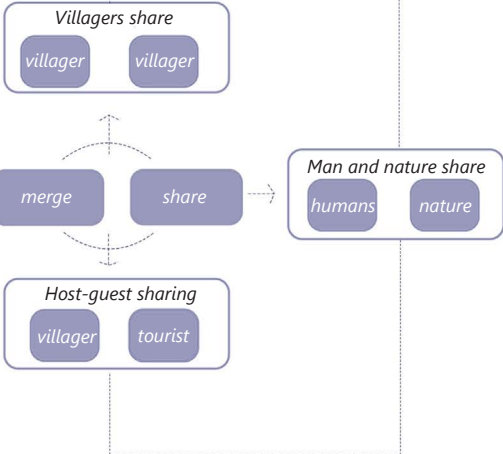 Villagers share
villager villager
merge share
Man and nature share
humans nature
Host-guest sharing
villager tourist